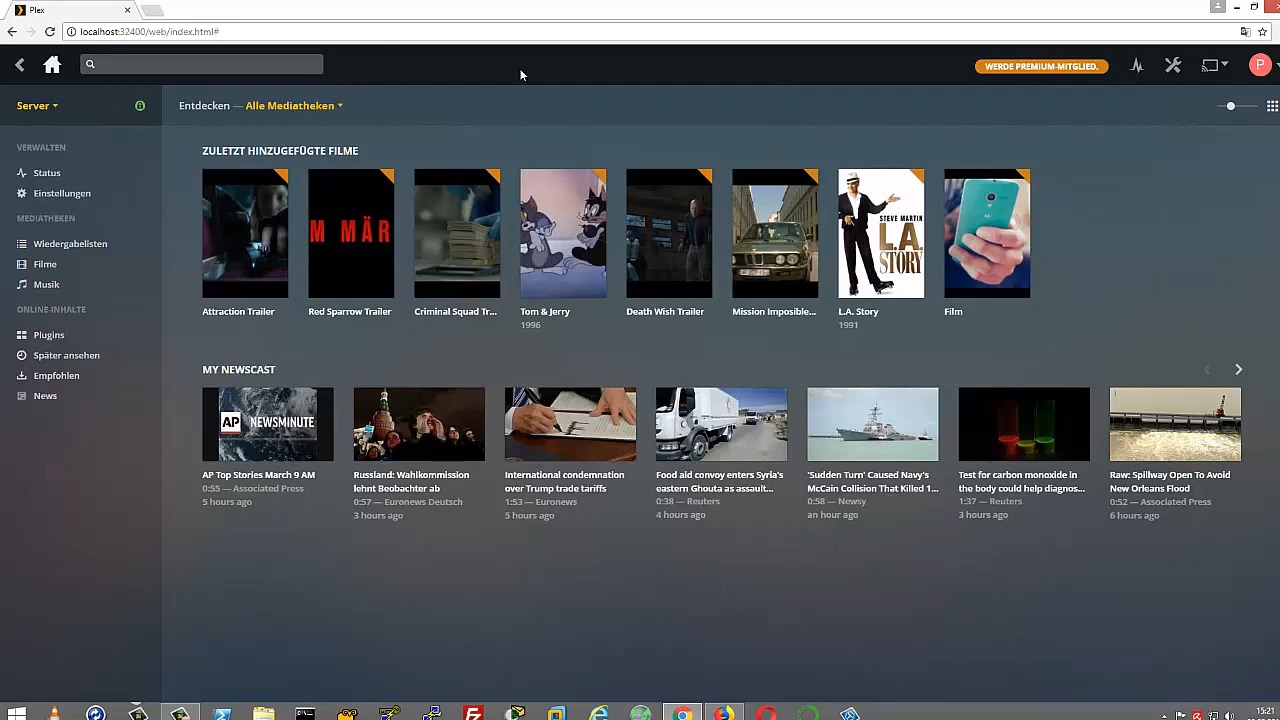 Plex
localhost:32400/web/index.html#
WERDE PREMIUM-MITGLIED.
P
Server
Entdecken — Alle Mediatheken
VERWALTEN
Status
Einstellungen
MEDIATHEKEN
Wiedergabelisten
Filme
Musik
ONLINE-INHALTE
Plugins
Später ansehen
Empfohlen
News
ZULETZT HINZUGEFÜGTE FILME
M MÄR
STEVE MARTIN
L.A.
STORY
Attraction Trailer
Red Sparrow Trailer
Criminal Squad Tr...
Tom & Jerry
1996
Death Wish Trailer
Mission Imposible...
L.A. Story
1991
Film
MY NEWSCAST
AP NEWSMINUTE
AP Top Stories March 9 AM
0:55 — Associated Press
5 hours ago
Russland: Wahlkommission
lehnt Beobachter ab
0:57 — Euronews Deutsch
3 hours ago
International condemnation
over Trump trade tariffs
1:53 — Euronews
5 hours ago
Food aid convoy enters Syria's
eastern Ghouta as assault...
0:38 — Reuters
4 hours ago
'Sudden Turn' Caused Navy's
McCain Collision That Killed 1...
0:58 — Newsy
an hour ago
Test for carbon monoxide in
the body could help diagnos...
1:37 — Reuters
3 hours ago
Raw: Spillway Open To Avoid
New Orleans Flood
0:52 — Associated Press
6 hours ago
15:21